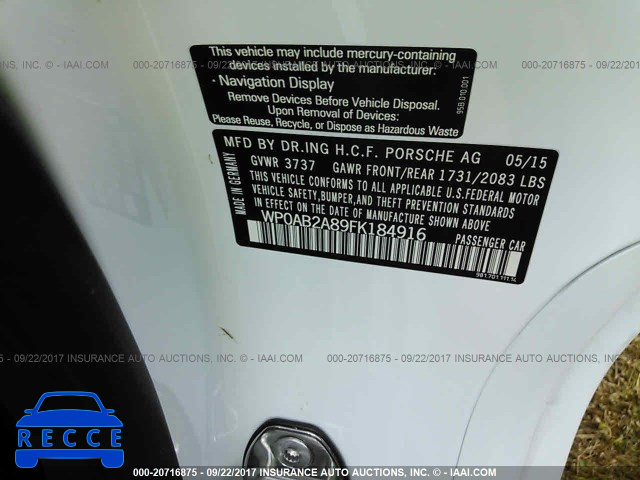 000-20716875 - 09/22/2017 INSURANCE AUTO AUCTIONS, INC. © - IAAI.COM
This vehicle may include mercury-containing
devices installed by the manufacturer:
• Navigation Display
Remove Devices Before Vehicle Disposal.
Upon Removal of Devices:
Please Reuse, Recycle, or Dispose as Hazardous Waste
95B.010.001
MADE IN GERMANY
MFD BY DR.ING H.C.F. PORSCHE AG 05/15
GVWR 3737 GAWR FRONT/REAR 1731/2083 LBS
THIS VEHICLE CONFORMS TO ALL APPLICABLE U.S.FEDERAL MOTOR
VEHICLE SAFETY,BUMPER,AND THEFT PREVENTION STANDARDS
IN EFFECT ON THE DATE OF MANUFACTURE SHOWN ABOVE.
WP0AB2A89FK184916 PASSENGER CAR
000-20716875 - 09/22/2017 INSURANCE AUTO AUCTIONS, INC. © - IAAI.COM
RECCE
000-20716875 - 09/22/2017 INSURANCE AUTO AUCTIONS, INC. © - IAAI.COM